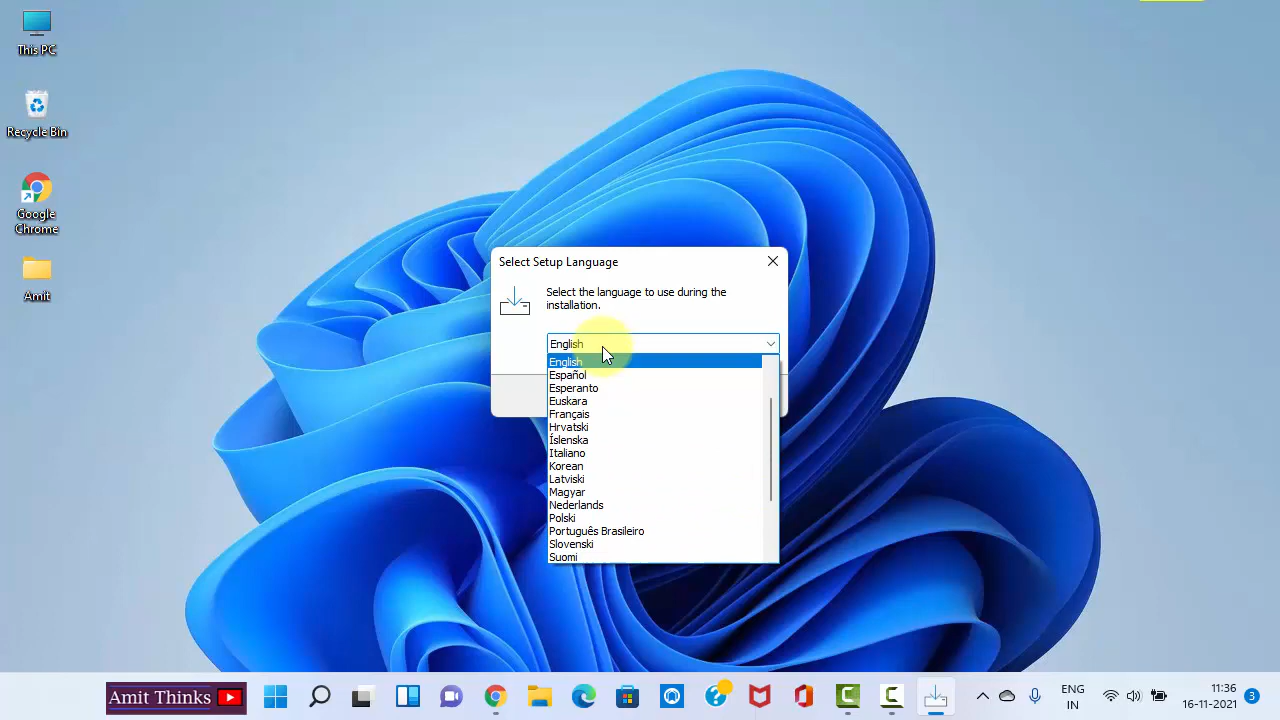 This PC
Recycle Bin
Google
Chrome
Amit
Select Setup Language
Select the language to use during the
installation.
English
English
Español
Esperanto
Euskara
Français
Hrvatski
Íslenska
Italiano
Korean
Latviski
Magyar
Nederlands
Polski
Português Brasileiro
Slovenski
Suomi
Amit Thinks
ENG
IN
11:36
16-11-2021
3